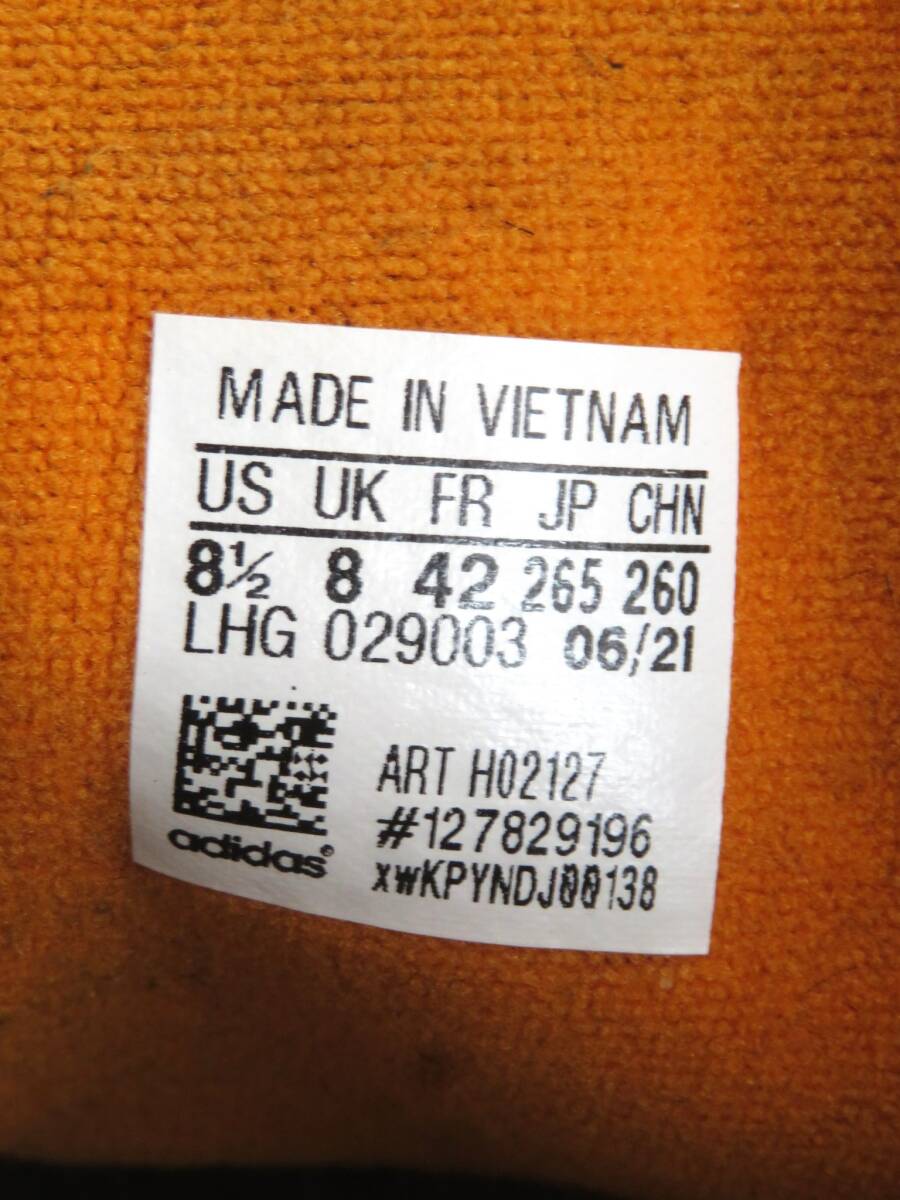 MADE IN VIETNAM
US UK FR JP CHN
8½ 8 42 265 260
LHG 029003 06/21
ART H02127
#127829196
xwKPYNDJ00138
adidas®